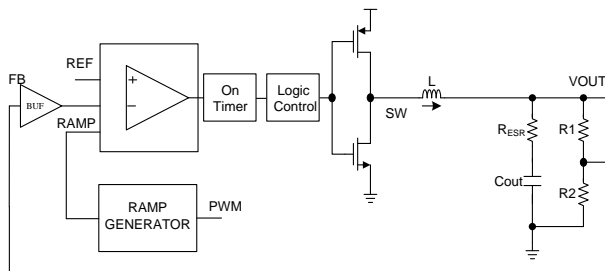 FB
BUF
REF
+
−
RAMP
On
Timer
Logic
Control
SW
L
VOUT
RESR
R1
Cout
R2
RAMP
GENERATOR
PWM